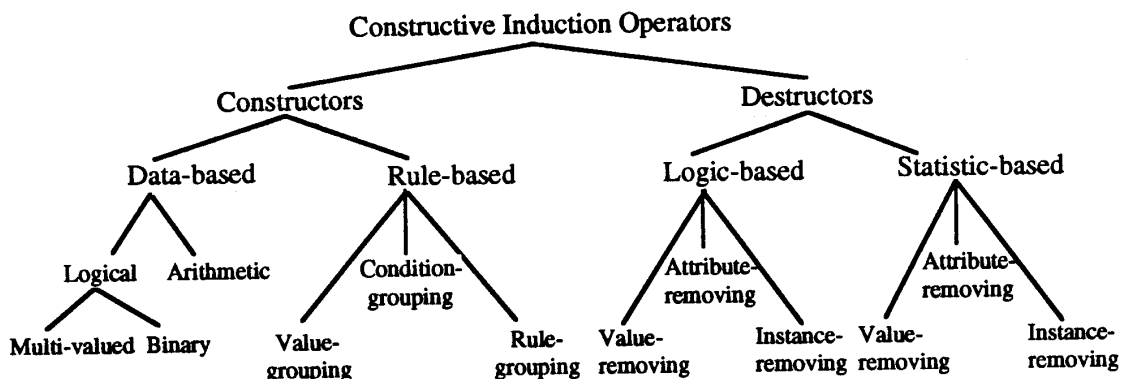 Constructive Induction Operators
Constructors
Destructors
Data-based
Rule-based
Logic-based
Statistic-based
Logical
Arithmetic
Condition-
grouping
Attribute-
removing
Attribute-
removing
Multi-valued
Binary
Value-
grouping
Rule-
grouping
Value-
removing
Instance-
removing
Value-
removing
Instance-
removing